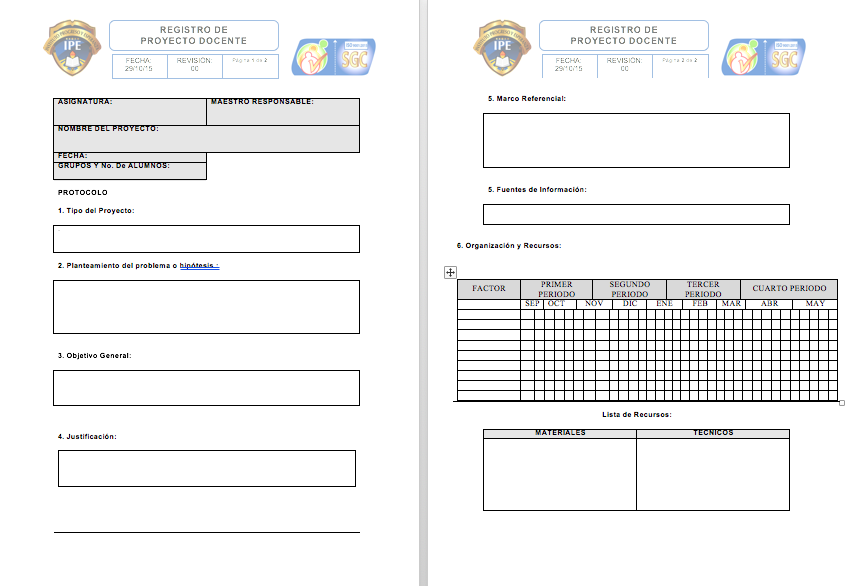 IPE
REGISTRO DE
PROYECTO DOCENTE
FECHA:
29/10/15
REVISIÓN:
00
Página 1 de 2
SGC
ASIGNATURA:
MAESTRO RESPONSABLE:
NOMBRE DEL PROYECTO:
FECHA:
GRUPOS Y No. De ALUMNOS:
PROTOCOLO
1. Tipo del Proyecto:
2. Planteamiento del problema o hipótesis :
3. Objetivo General:
4. Justificación:
IPE
REGISTRO DE
PROYECTO DOCENTE
FECHA:
29/10/15
REVISIÓN:
00
Página 2 de 2
SGC
5. Marco Referencial:
5. Fuentes de Información:
6. Organización y Recursos:
FACTOR
PRIMER
PERIODO
SEGUNDO
PERIODO
TERCER
PERIODO
CUARTO PERIODO
SEP OCT NOV DIC ENE FEB MAR ABR MAY
Lista de Recursos:
MATERIALES
TECNICOS